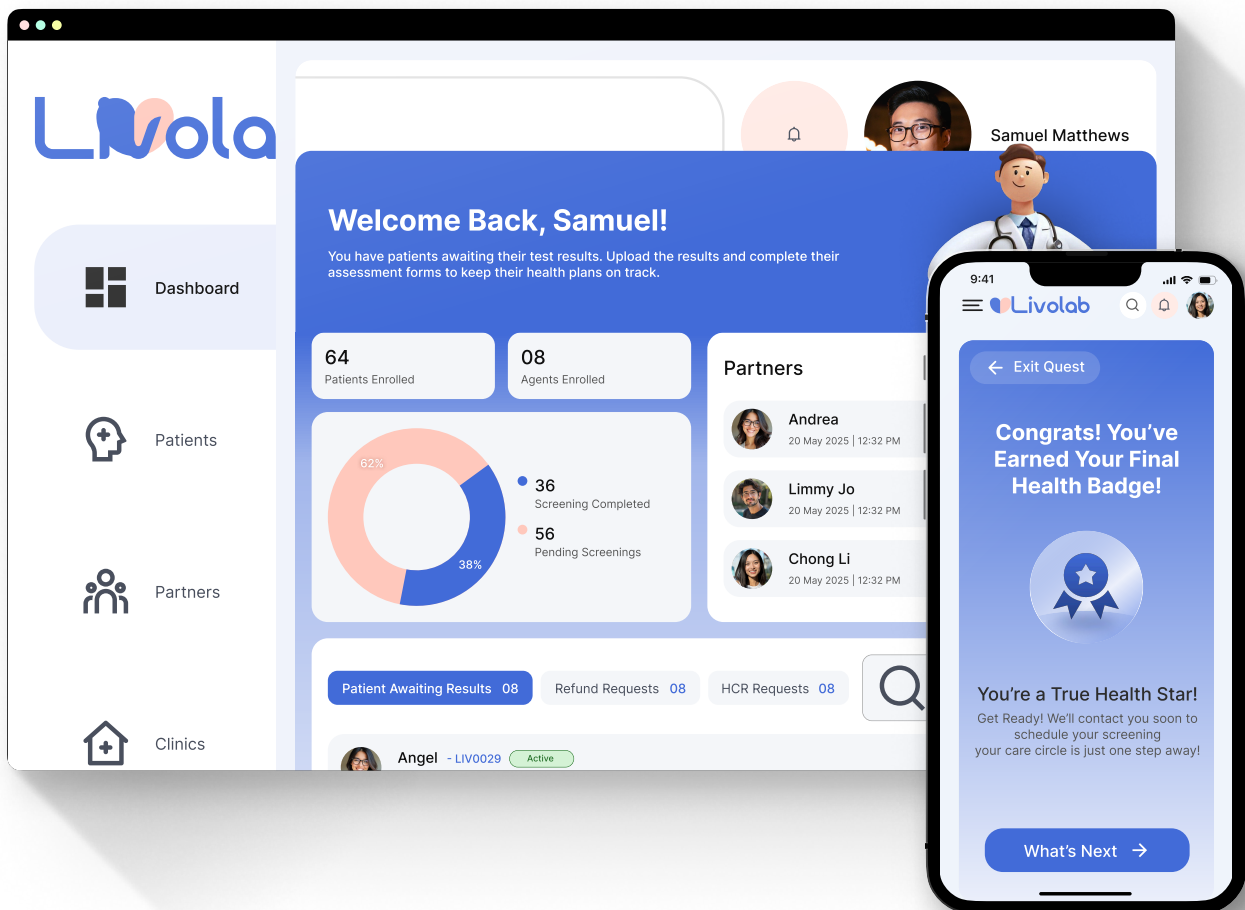 Livola
Samuel Matthews
Welcome Back, Samuel!
You have patients awaiting their test results. Upload the results and complete their
assessment forms to keep their health plans on track.
Dashboard
Patients
Partners
Clinics
64
Patients Enrolled
08
Agents Enrolled
62%
38%
36
Screening Completed
56
Pending Screenings
Partners
Andrea
20 May 2025 | 12:32 PM
Limmy Jo
20 May 2025 | 12:32 PM
Chong Li
20 May 2025 | 12:32 PM
Patient Awaiting Results 08
Refund Requests 08
HCR Requests 08
Angel - LIV0029 Active
9:41
Livolab
Exit Quest
Congrats! You’ve
Earned Your Final
Health Badge!
You’re a True Health Star!
Get Ready! We’ll contact you soon to
schedule your screening
your care circle is just one step away!
What’s Next